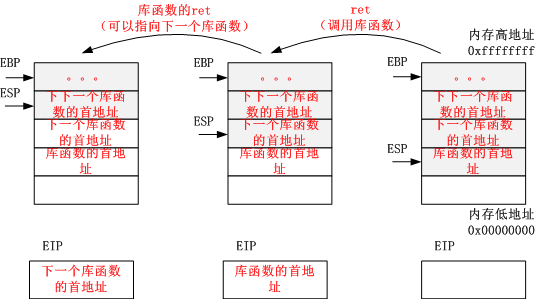 库函数的ret
（可以指向下一个库函数）
ret
（调用库函数）
内存高地址
0xffffffff
EBP
ESP
。。。
下下一个库函
数的首地址
下一个库函数
的首地址
库函数的首地
址
EBP
ESP
。。。
下下一个库函
数的首地址
下一个库函数
的首地址
库函数的首地
址
EBP
ESP
。。。
下下一个库函
数的首地址
下一个库函数
的首地址
库函数的首地
址
内存低地址
0x00000000
EIP
下一个库函数
的首地址
EIP
库函数的首地
址
EIP